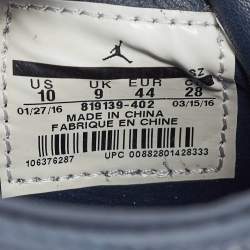 US UK EUR SZ
10 9 44 28
01/27/16 03/15/16
819139-402
MADE IN CHINA
FABRIQUE EN CHINE
106376287 UPC 00882801428333